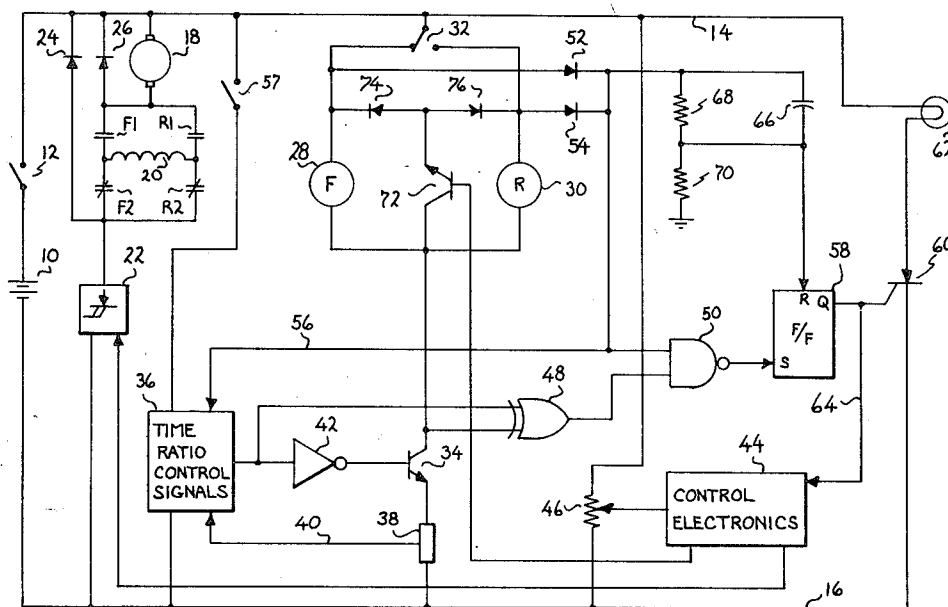 24
26
18
32
52
14
12
57
74
76
F1
R1
68
66
54
62
20
28
F
72
R
30
70
F2
R2
10
22
58
60
R Q
F/F
S
50
56
48
64
36
TIME
RATIO
CONTROL
SIGNALS
42
34
44
46
CONTROL
ELECTRONICS
38
40
16